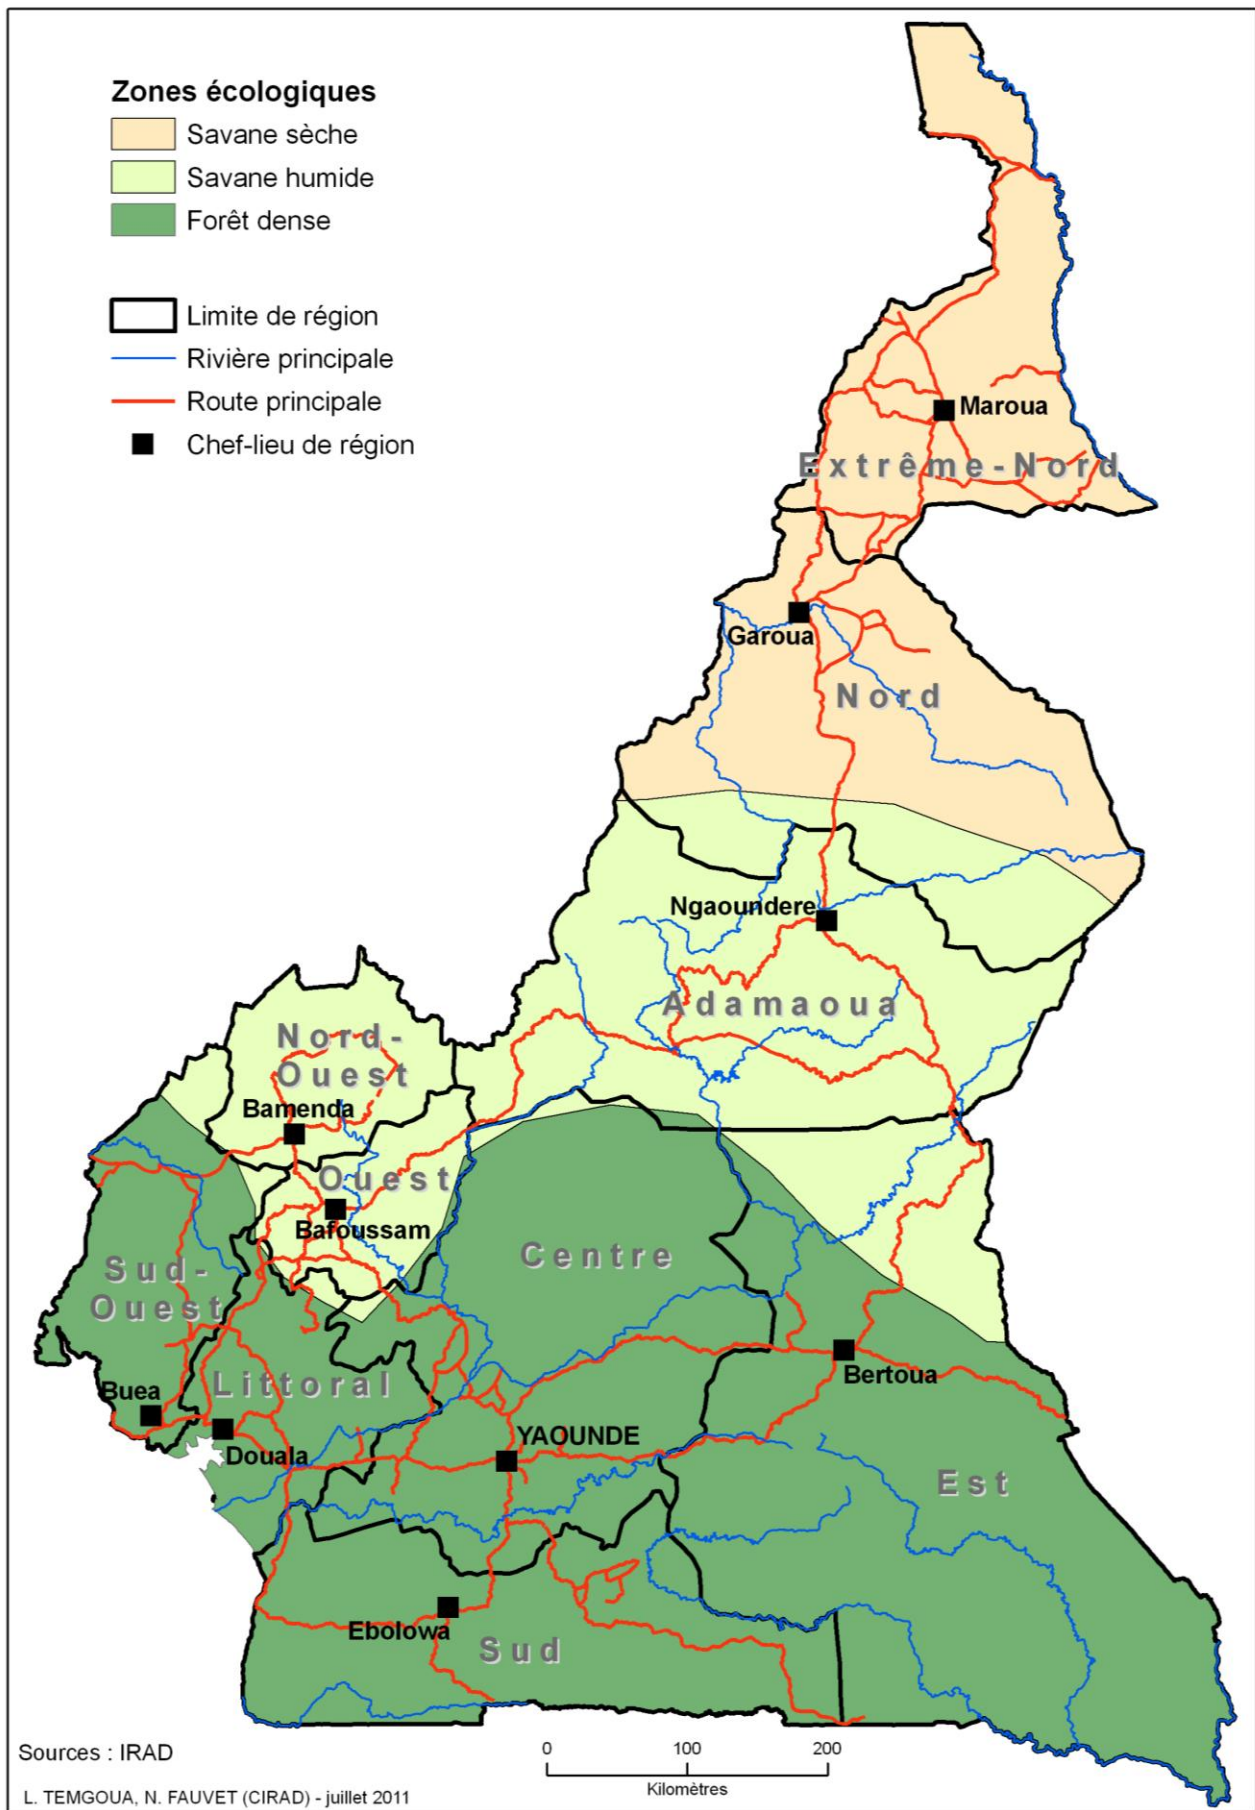 Zones écologiques
Savane sèche
Savane humide
Forêt dense
Limite de région
Rivière principale
Route principale
Chef-lieu de région
Maroua
Extrême-Nord
Garoua
Nord
Ngaoundere
Adamaoua
Nord-
Ouest
Bamenda
Ouest
Bafoussam
Centre
Sud-
Ouest
Bertoua
Buea
Littoral
YAOUNDE
Douala
Est
Ebolowa
Sud
Sources : IRAD
0 100 200
Kilomètres
L. TEMGOUA, N. FAUVET (CIRAD) - juillet 2011